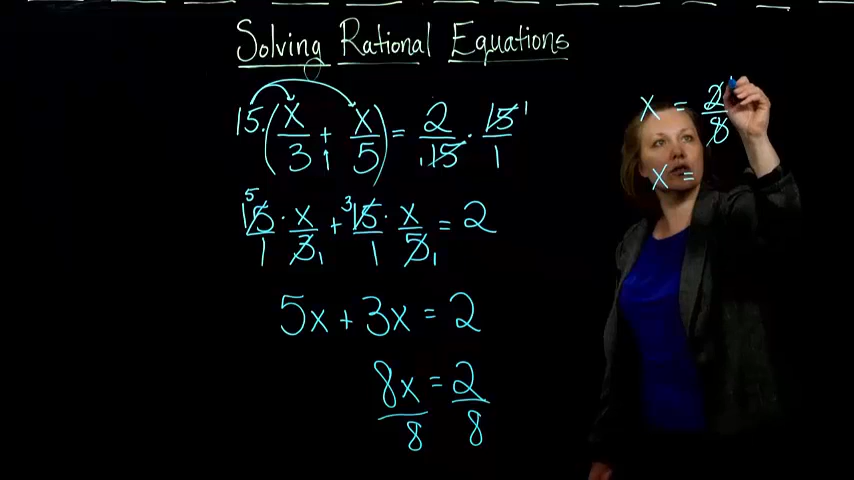 Solving Rational Equations
15·(x/3 + x/5) = 2/15 · 15/1 1
15/1 · x/3 + 15/1 · x/5 = 2
5x + 3x = 2
8x/8 = 2/8
x = 2/8
x =